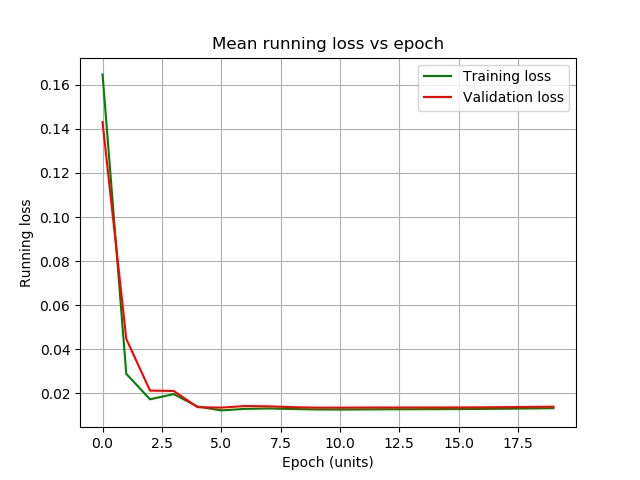 Mean running loss vs epoch
Training loss
Validation loss
0.16
0.14
0.12
0.10
0.08
0.06
0.04
0.02
Running loss
0.0 2.5 5.0 7.5 10.0 12.5 15.0 17.5
Epoch (units)